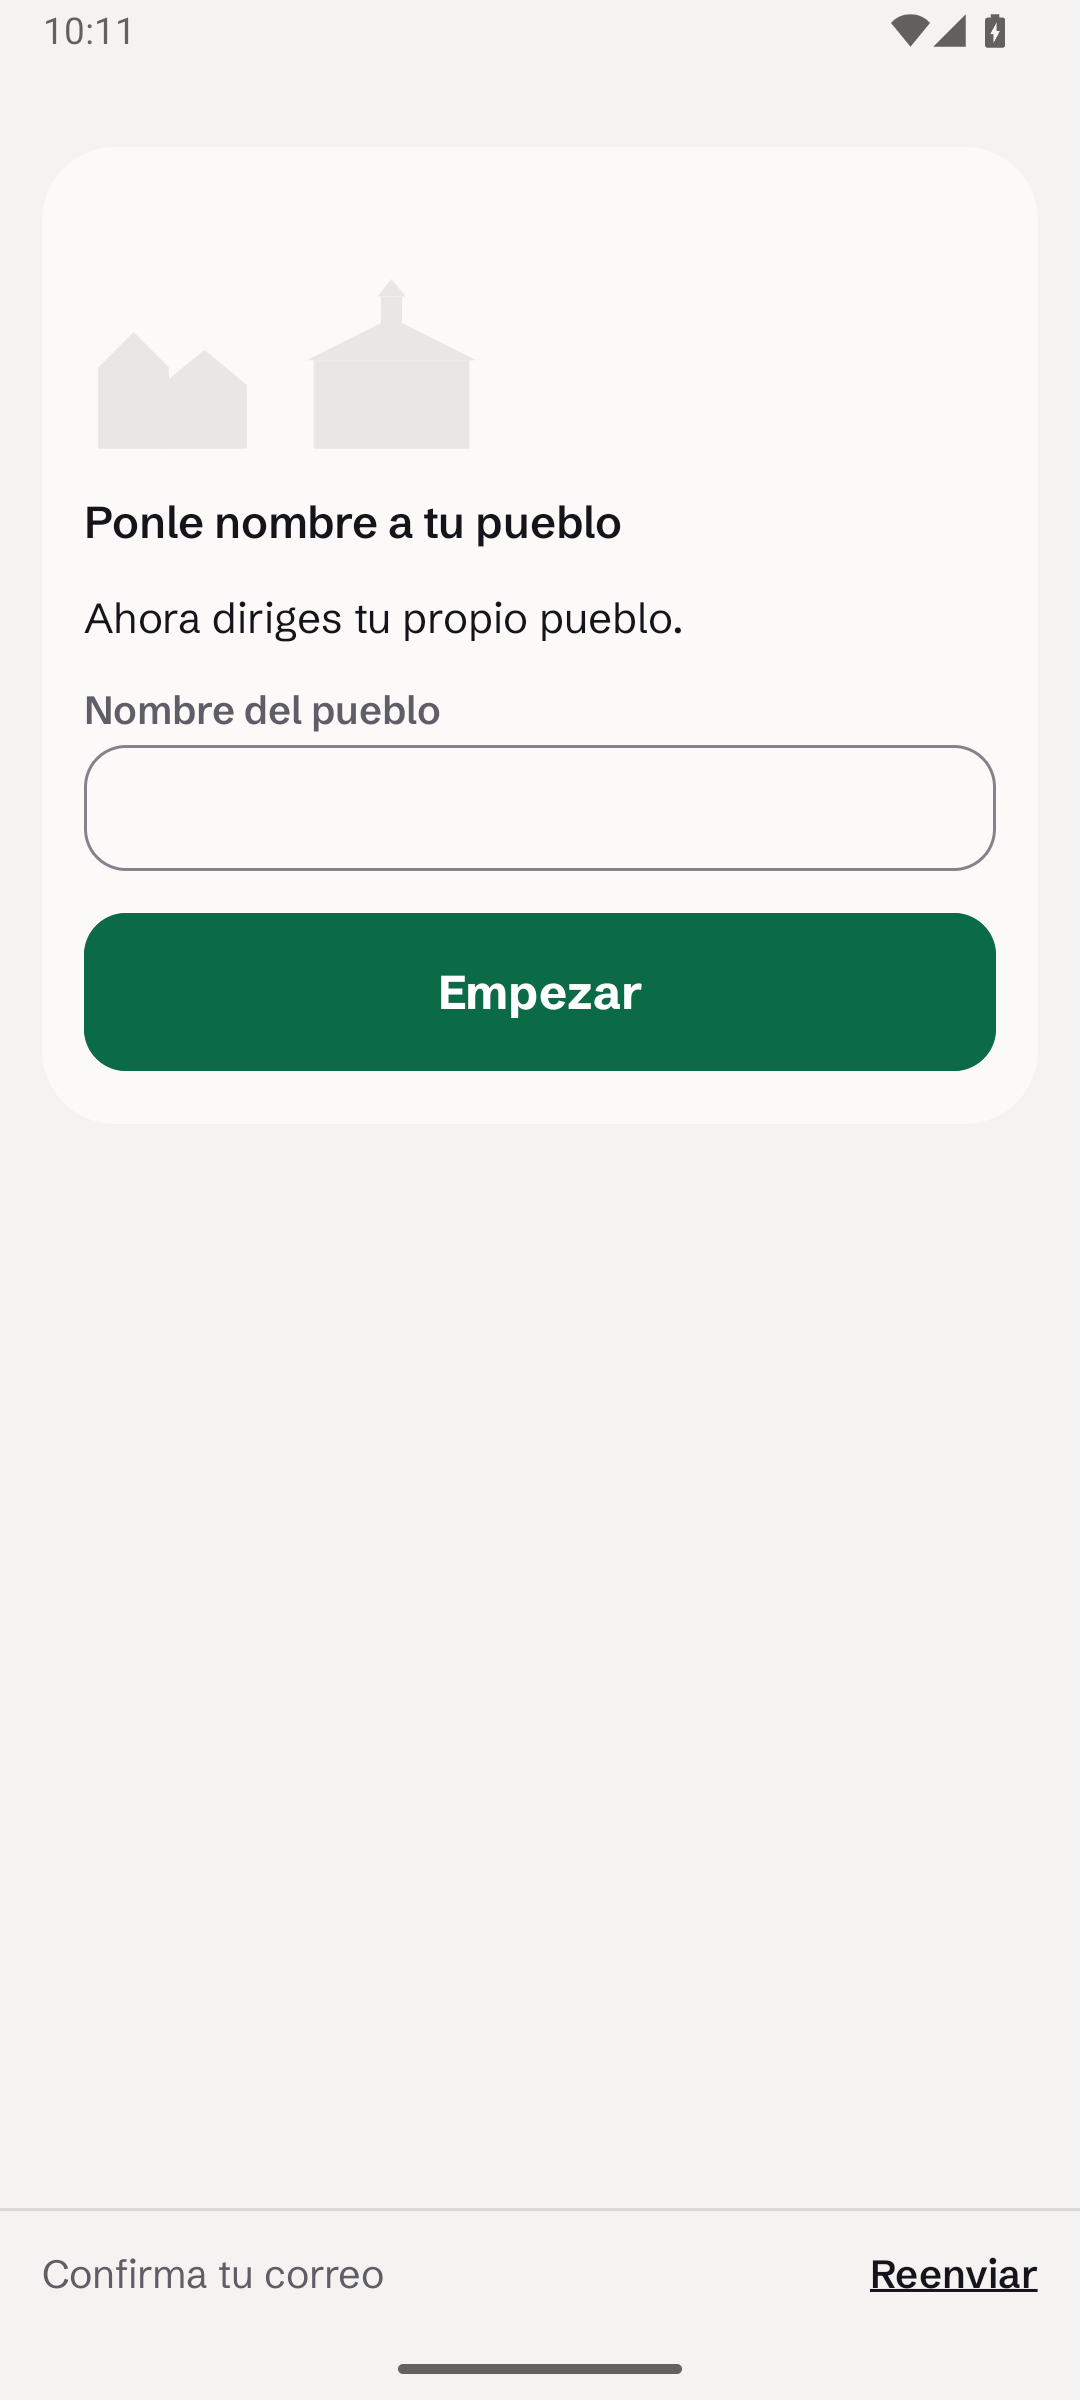 10:11
Ponle nombre a tu pueblo
Ahora diriges tu propio pueblo.
Nombre del pueblo
Empezar
Confirma tu correo
Reenviar